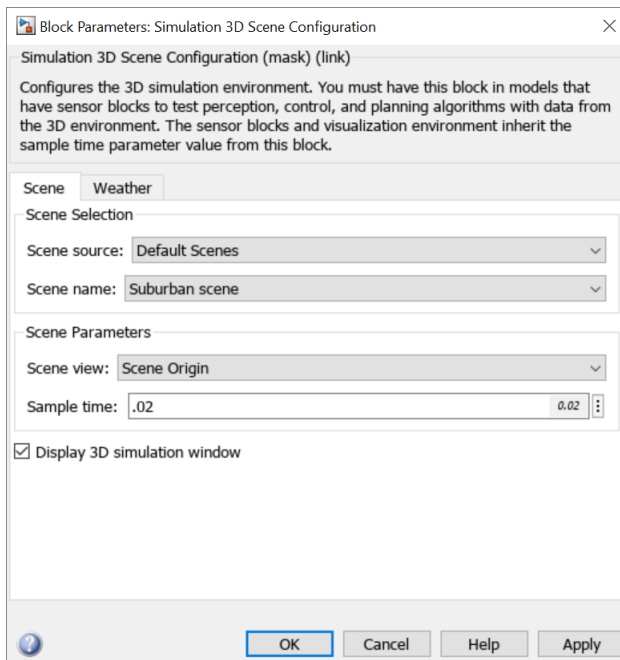 Block Parameters: Simulation 3D Scene Configuration
Simulation 3D Scene Configuration (mask) (link)
Configures the 3D simulation environment. You must have this block in models that
have sensor blocks to test perception, control, and planning algorithms with data from
the 3D environment. The sensor blocks and visualization environment inherit the
sample time parameter value from this block.
Scene Weather
Scene Selection
Scene source: Default Scenes
Scene name: Suburban scene
Scene Parameters
Scene view: Scene Origin
Sample time: .02 0.02
Display 3D simulation window
? OK Cancel Help Apply